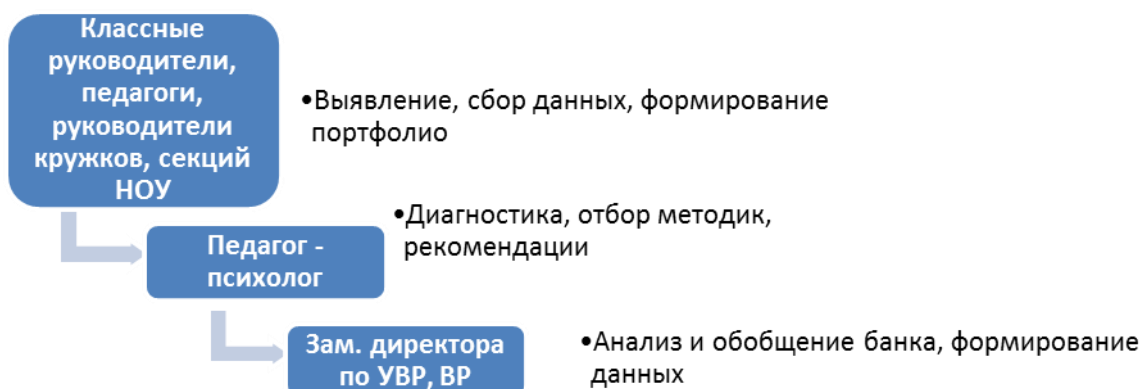 Классные
руководители,
педагоги,
руководители
кружков, секций
НОУ
•Выявление, сбор данных, формирование
портфолио
Педагог -
психолог
•Диагностика, отбор методик,
рекомендации
Зам. директора
по УВР, ВР
•Анализ и обобщение банка, формирование
данных